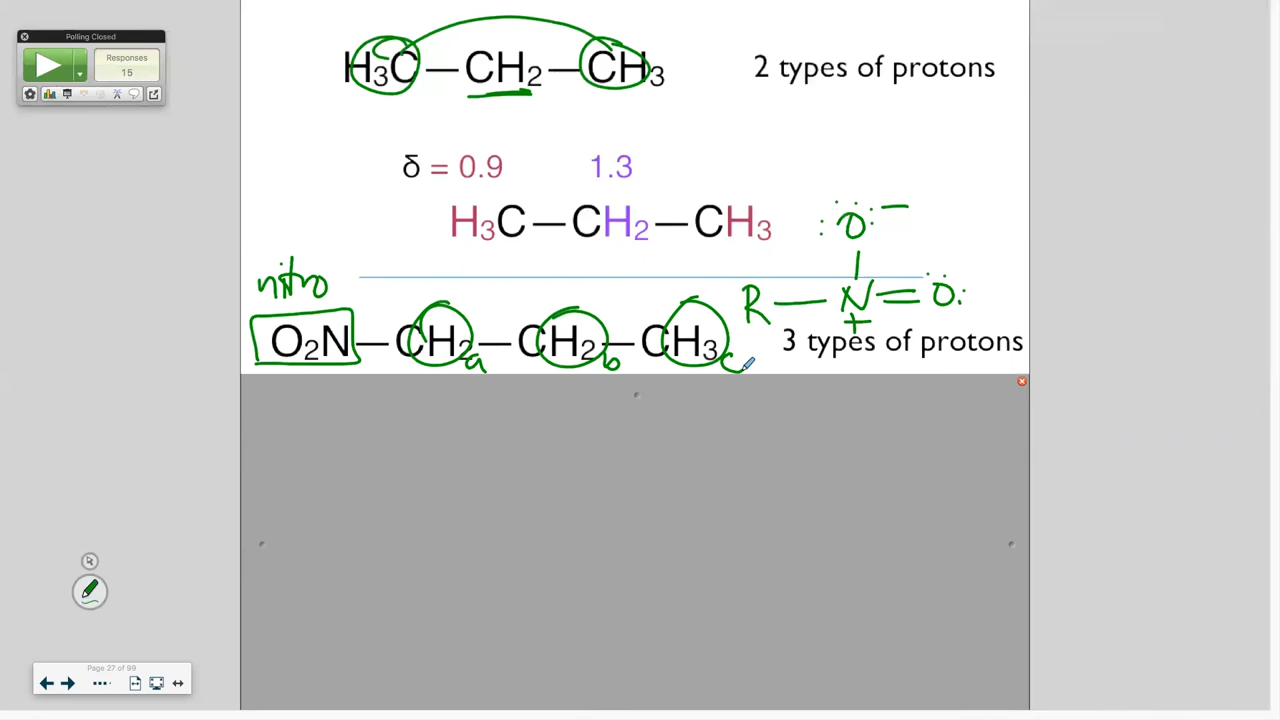 Polling Closed
Responses
15
H₃C—CH₂—CH₃ 2 types of protons
δ = 0.9 1.3
H₃C—CH₂—CH₃
nitro
O₂N—CH₂—CH₂—CH₃ 3 types of protons
a b c
:O: −
R—N=O:
+
Page 27 of 99